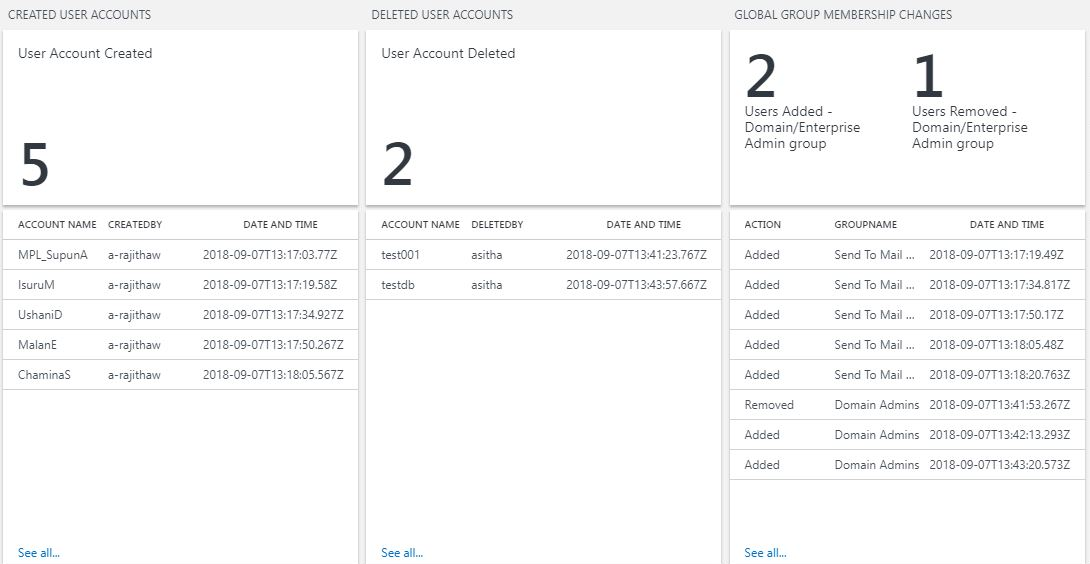 CREATED USER ACCOUNTS
User Account Created
5
ACCOUNT NAME CREATEDBY DATE AND TIME
MPL_SupunA a-rajithaw 2018-09-07T13:17:03.77Z
IsuruM a-rajithaw 2018-09-07T13:17:19.58Z
UshaniD a-rajithaw 2018-09-07T13:17:34.927Z
MalanE a-rajithaw 2018-09-07T13:17:50.267Z
ChaminaS a-rajithaw 2018-09-07T13:18:05.567Z
See all...
DELETED USER ACCOUNTS
User Account Deleted
2
ACCOUNT NAME DELETEDBY DATE AND TIME
test001 asitha 2018-09-07T13:41:23.767Z
testdb asitha 2018-09-07T13:43:57.667Z
See all...
GLOBAL GROUP MEMBERSHIP CHANGES
2
Users Added -
Domain/Enterprise
Admin group
1
Users Removed -
Domain/Enterprise
Admin group
ACTION GROUPNAME DATE AND TIME
Added Send To Mail ... 2018-09-07T13:17:19.49Z
Added Send To Mail ... 2018-09-07T13:17:34.817Z
Added Send To Mail ... 2018-09-07T13:17:50.17Z
Added Send To Mail ... 2018-09-07T13:18:05.48Z
Added Send To Mail ... 2018-09-07T13:18:20.763Z
Removed Domain Admins 2018-09-07T13:41:53.267Z
Added Domain Admins 2018-09-07T13:42:13.293Z
Added Domain Admins 2018-09-07T13:43:20.573Z
See all...